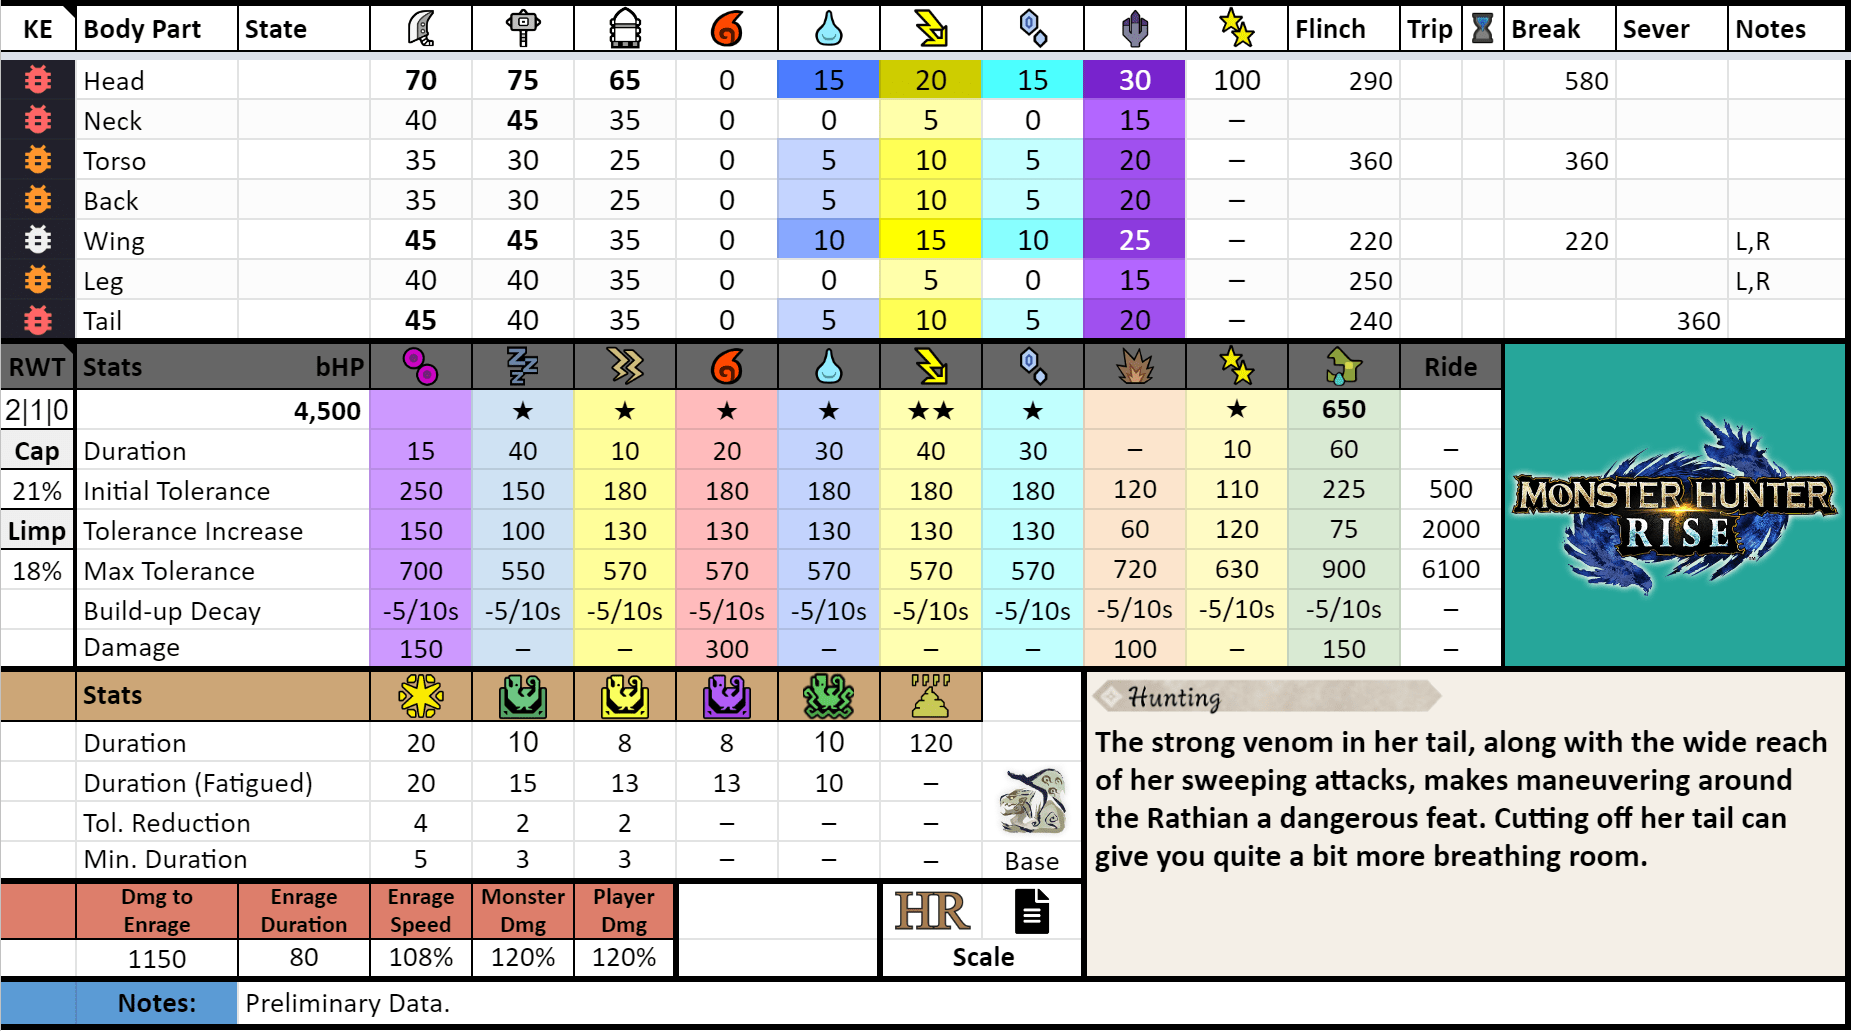 KE Body Part State Flinch Trip Break Sever Notes
Head 70 75 65 0 15 20 15 30 100 290 580
Neck 40 45 35 0 0 5 0 15 –
Torso 35 30 25 0 5 10 5 20 – 360 360
Back 35 30 25 0 5 10 5 20 –
Wing 45 45 35 0 10 15 10 25 – 220 220 L,R
Leg 40 40 35 0 0 5 0 15 – 250 L,R
Tail 45 40 35 0 5 10 5 20 – 240 360
RWT Stats bHP Ride
2|1|0 4,500 ★ ★ ★ ★ ★★ ★ ★ 650
Cap Duration 15 40 10 20 30 40 30 – 10 60 –
21% Initial Tolerance 250 150 180 180 180 180 180 120 110 225 500
Limp Tolerance Increase 150 100 130 130 130 130 130 60 120 75 2000
18% Max Tolerance 700 550 570 570 570 570 570 720 630 900 6100
Build-up Decay -5/10s -5/10s -5/10s -5/10s -5/10s -5/10s -5/10s -5/10s -5/10s -5/10s –
Damage 150 – – 300 – – – 100 – 150 –
MONSTER HUNTER
RISE
Stats
Duration 20 10 8 8 10 120
Duration (Fatigued) 20 15 13 13 10 –
Tol. Reduction 4 2 2 – – –
Min. Duration 5 3 3 – – – Base
Hunting
The strong venom in her tail, along with the wide reach
of her sweeping attacks, makes maneuvering around
the Rathian a dangerous feat. Cutting off her tail can
give you quite a bit more breathing room.
Dmg to Enrage Enrage Duration Enrage Speed Monster Dmg Player Dmg HR
1150 80 108% 120% 120% Scale
Notes: Preliminary Data.